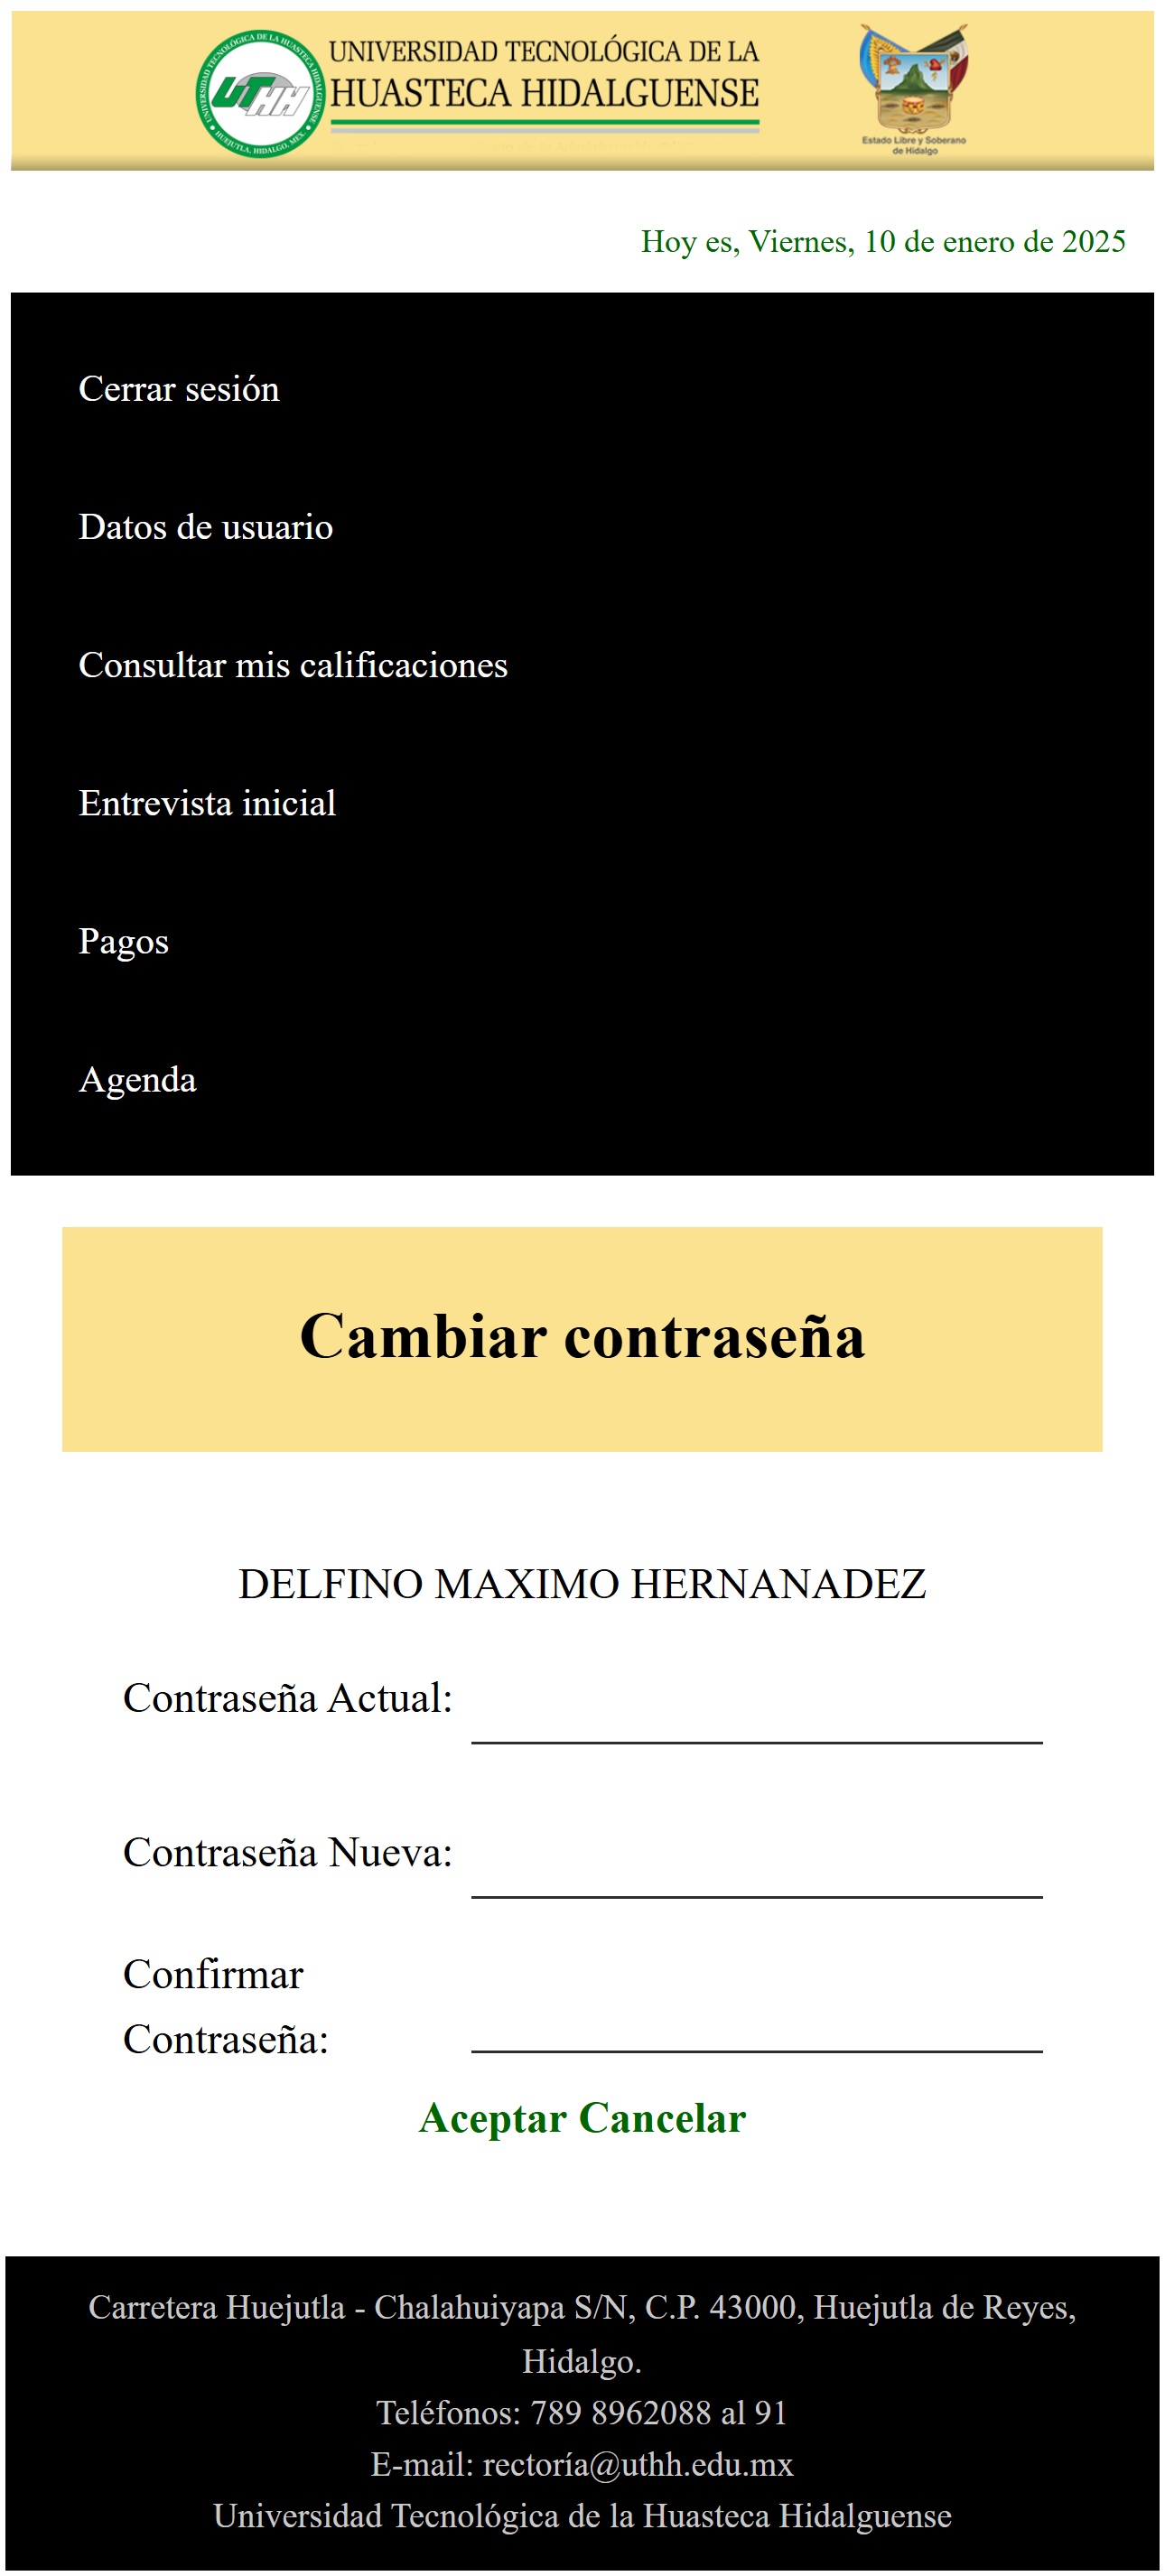 UNIVERSIDAD TECNOLÓGICA DE LA HUASTECA HIDALGUENSE
UTHH
HUEJUTLA, HIDALGO, MEX.
UNIVERSIDAD TECNOLÓGICA DE LA
HUASTECA HIDALGUENSE
Estado Libre y Soberano
de Hidalgo
Hoy es, Viernes, 10 de enero de 2025
Cerrar sesión
Datos de usuario
Consultar mis calificaciones
Entrevista inicial
Pagos
Agenda
Cambiar contraseña
DELFINO MAXIMO HERNANADEZ
Contraseña Actual:
Contraseña Nueva:
Confirmar
Contraseña:
Aceptar Cancelar
Carretera Huejutla - Chalahuiyapa S/N, C.P. 43000, Huejutla de Reyes,
Hidalgo.
Teléfonos: 789 8962088 al 91
E-mail: rectoría@uthh.edu.mx
Universidad Tecnológica de la Huasteca Hidalguense